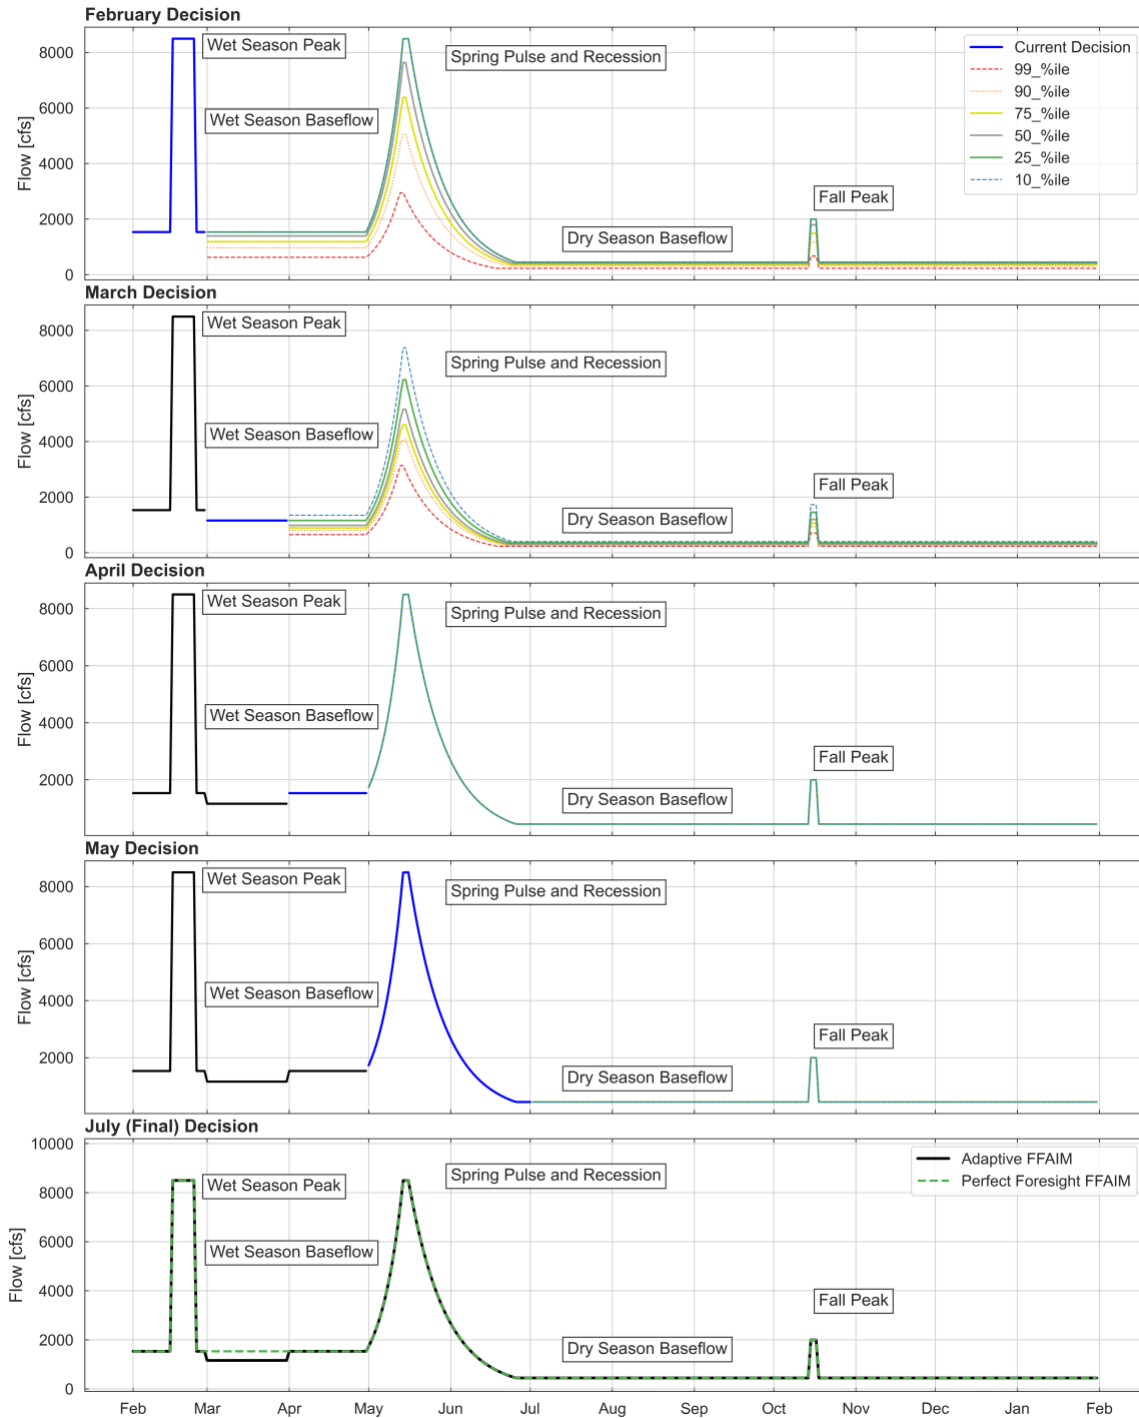 February Decision
8000
6000
4000
2000
0
Flow [cfs]
Wet Season Peak
Spring Pulse and Recession
Wet Season Baseflow
Dry Season Baseflow
Fall Peak
Current Decision
99_%ile
90_%ile
75_%ile
50_%ile
25_%ile
10_%ile
March Decision
8000
6000
4000
2000
0
Flow [cfs]
Wet Season Peak
Spring Pulse and Recession
Wet Season Baseflow
Dry Season Baseflow
Fall Peak
April Decision
8000
6000
4000
2000
Flow [cfs]
Wet Season Peak
Spring Pulse and Recession
Wet Season Baseflow
Dry Season Baseflow
Fall Peak
May Decision
8000
6000
4000
2000
Flow [cfs]
Wet Season Peak
Spring Pulse and Recession
Wet Season Baseflow
Dry Season Baseflow
Fall Peak
July (Final) Decision
10000
8000
6000
4000
2000
0
Flow [cfs]
Wet Season Peak
Spring Pulse and Recession
Wet Season Baseflow
Dry Season Baseflow
Fall Peak
Adaptive FFAIM
Perfect Foresight FFAIM
Feb Mar Apr May Jun Jul Aug Sep Oct Nov Dec Jan Feb